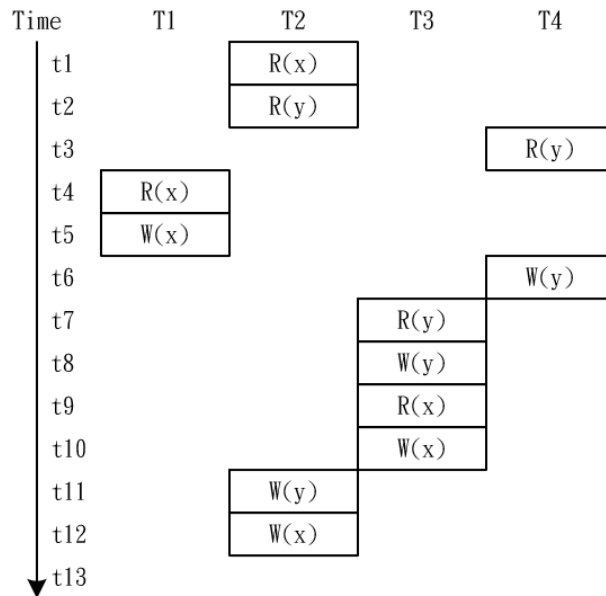 Time T1 T2 T3 T4
t1 R(x)
t2 R(y)
t3 R(y)
t4 R(x)
t5 W(x)
t6 W(y)
t7 R(y)
t8 W(y)
t9 R(x)
t10 W(x)
t11 W(y)
t12 W(x)
t13